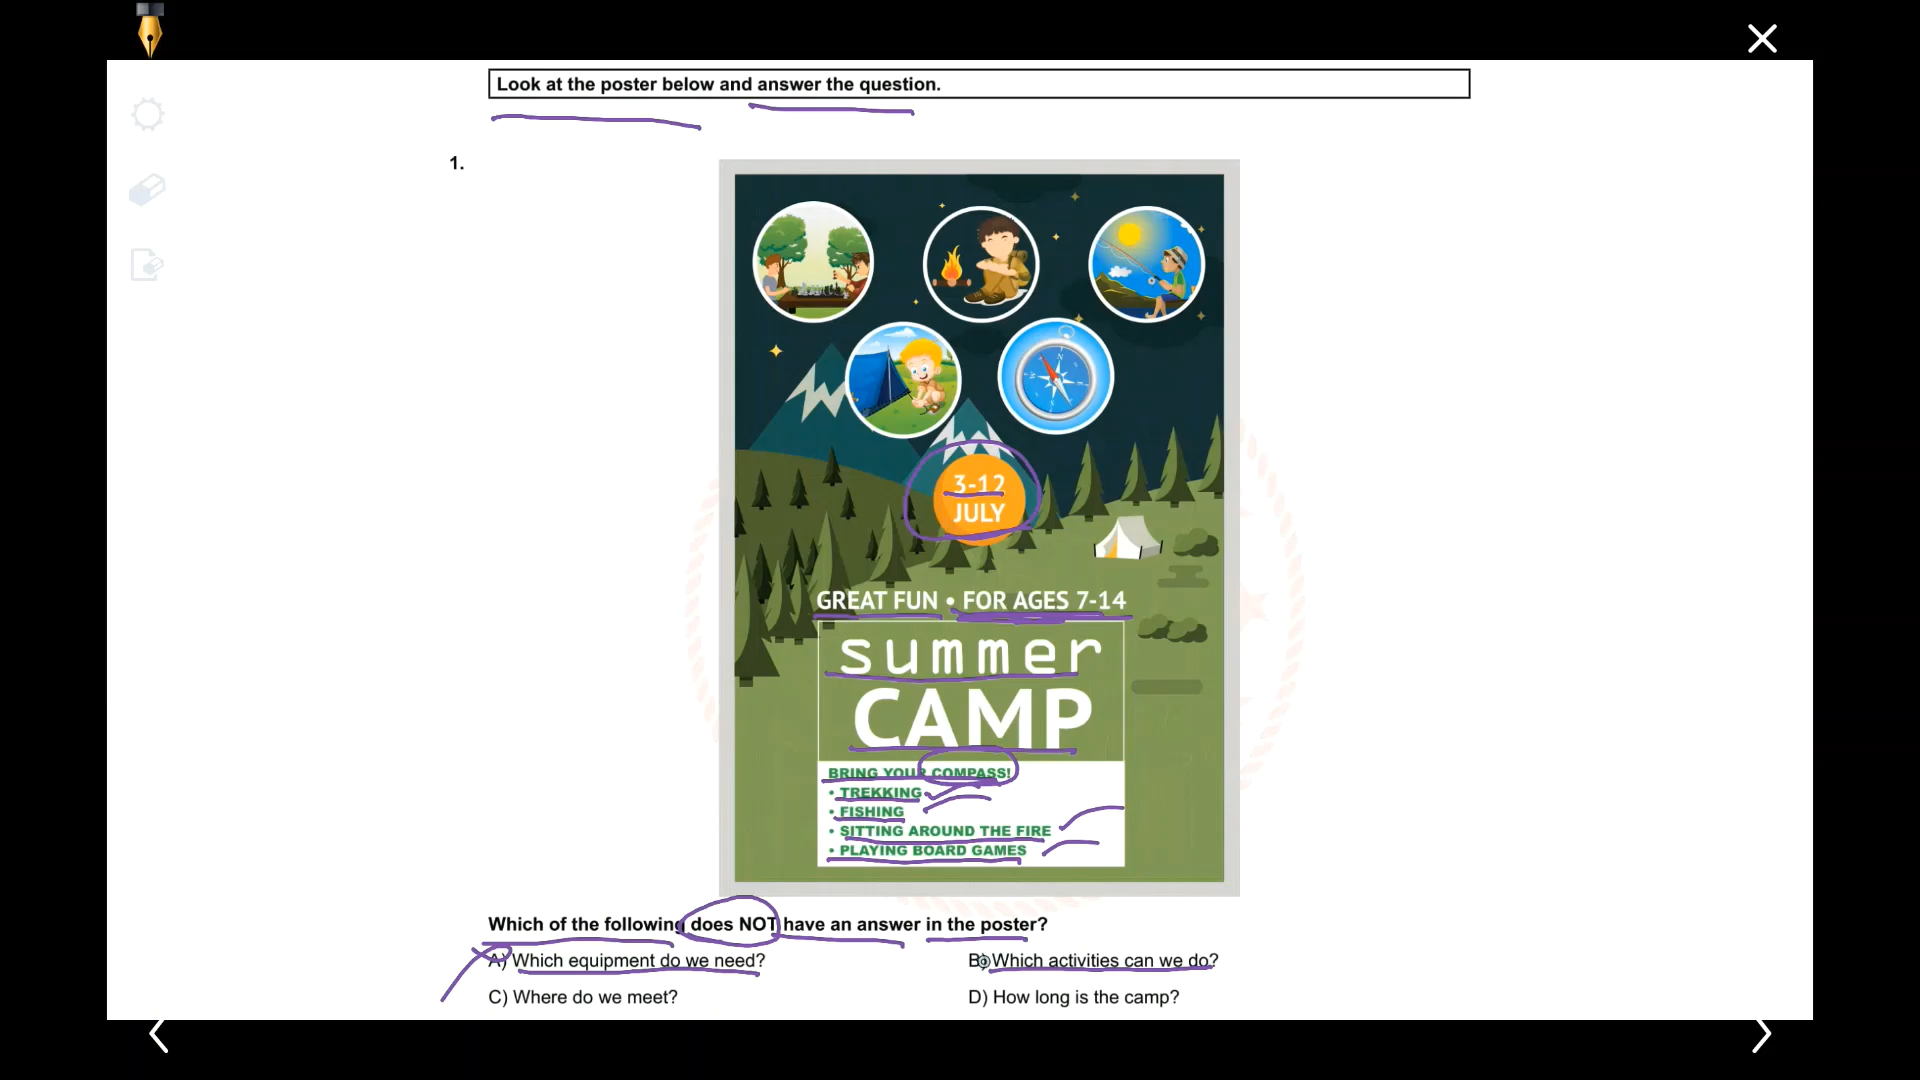 Look at the poster below and answer the question.
1.
3-12
JULY
GREAT FUN • FOR AGES 7-14
summer
CAMP
BRING YOUR COMPASS!
• TREKKING
• FISHING
• SITTING AROUND THE FIRE
• PLAYING BOARD GAMES
Which of the following does NOT have an answer in the poster?
A) Which equipment do we need?
B) Which activities can we do?
C) Where do we meet?
D) How long is the camp?